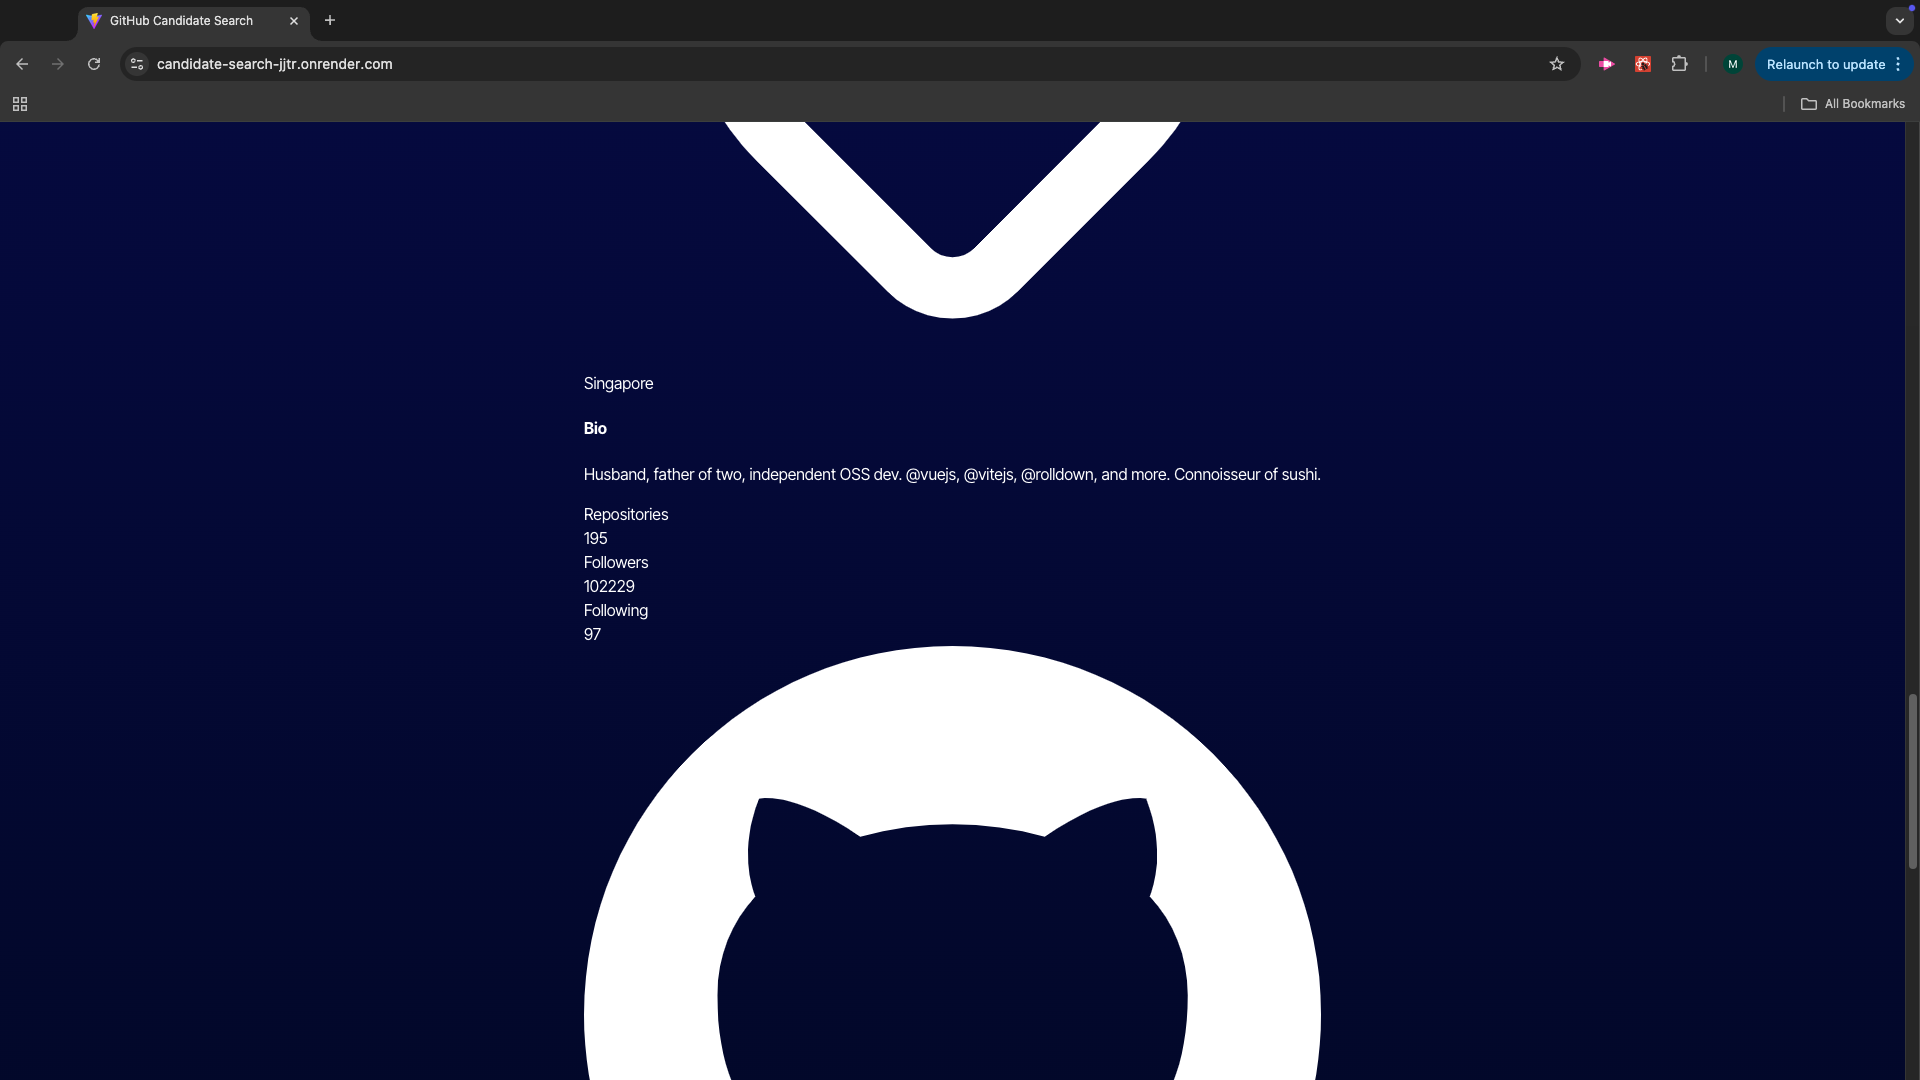 GitHub Candidate Search
candidate-search-jjtr.onrender.com
M
Relaunch to update
All Bookmarks
Singapore
Bio
Husband, father of two, independent OSS dev. @vuejs, @vitejs, @rolldown, and more. Connoisseur of sushi.
Repositories
195
Followers
102229
Following
97